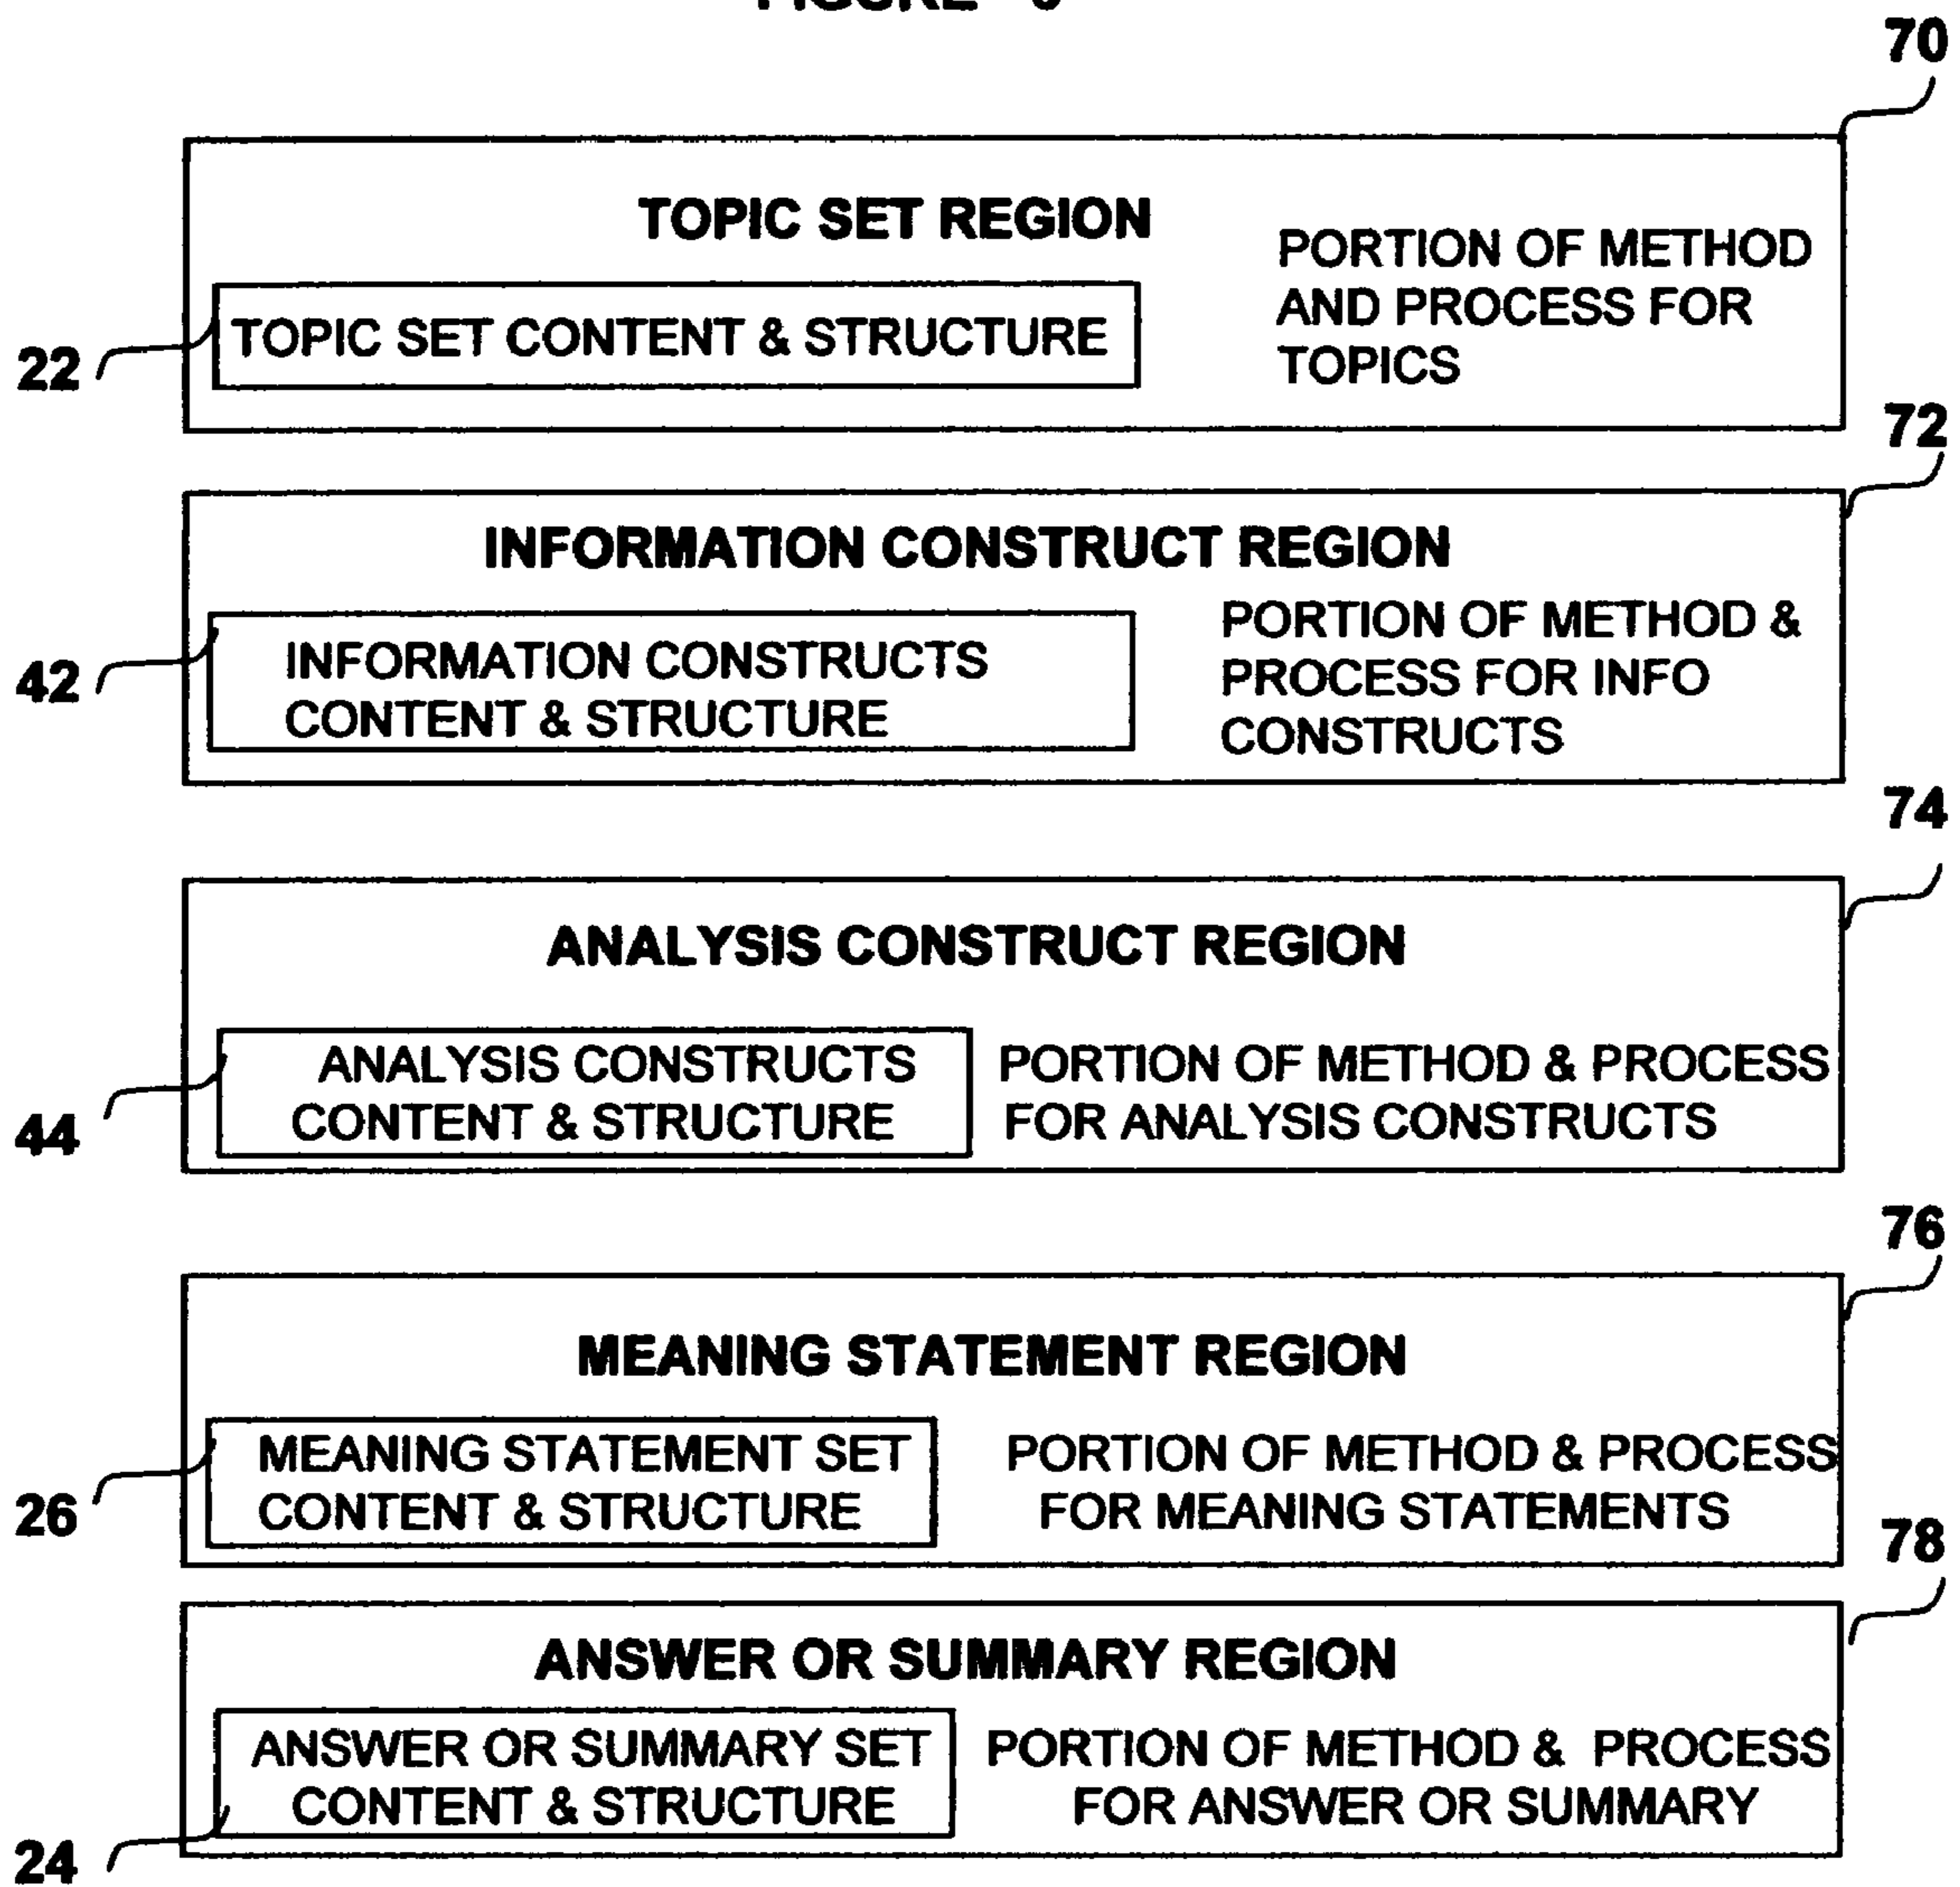 70
TOPIC SET REGION
PORTION OF METHOD
AND PROCESS FOR
TOPICS
TOPIC SET CONTENT & STRUCTURE
22
72
INFORMATION CONSTRUCT REGION
INFORMATION CONSTRUCTS
CONTENT & STRUCTURE
PORTION OF METHOD &
PROCESS FOR INFO
CONSTRUCTS
42
74
ANALYSIS CONSTRUCT REGION
ANALYSIS CONSTRUCTS
CONTENT & STRUCTURE
PORTION OF METHOD & PROCESS
FOR ANALYSIS CONSTRUCTS
44
76
MEANING STATEMENT REGION
MEANING STATEMENT SET
CONTENT & STRUCTURE
PORTION OF METHOD & PROCESS
FOR MEANING STATEMENTS
26
78
ANSWER OR SUMMARY REGION
ANSWER OR SUMMARY SET
CONTENT & STRUCTURE
PORTION OF METHOD & PROCESS
FOR ANSWER OR SUMMARY
24